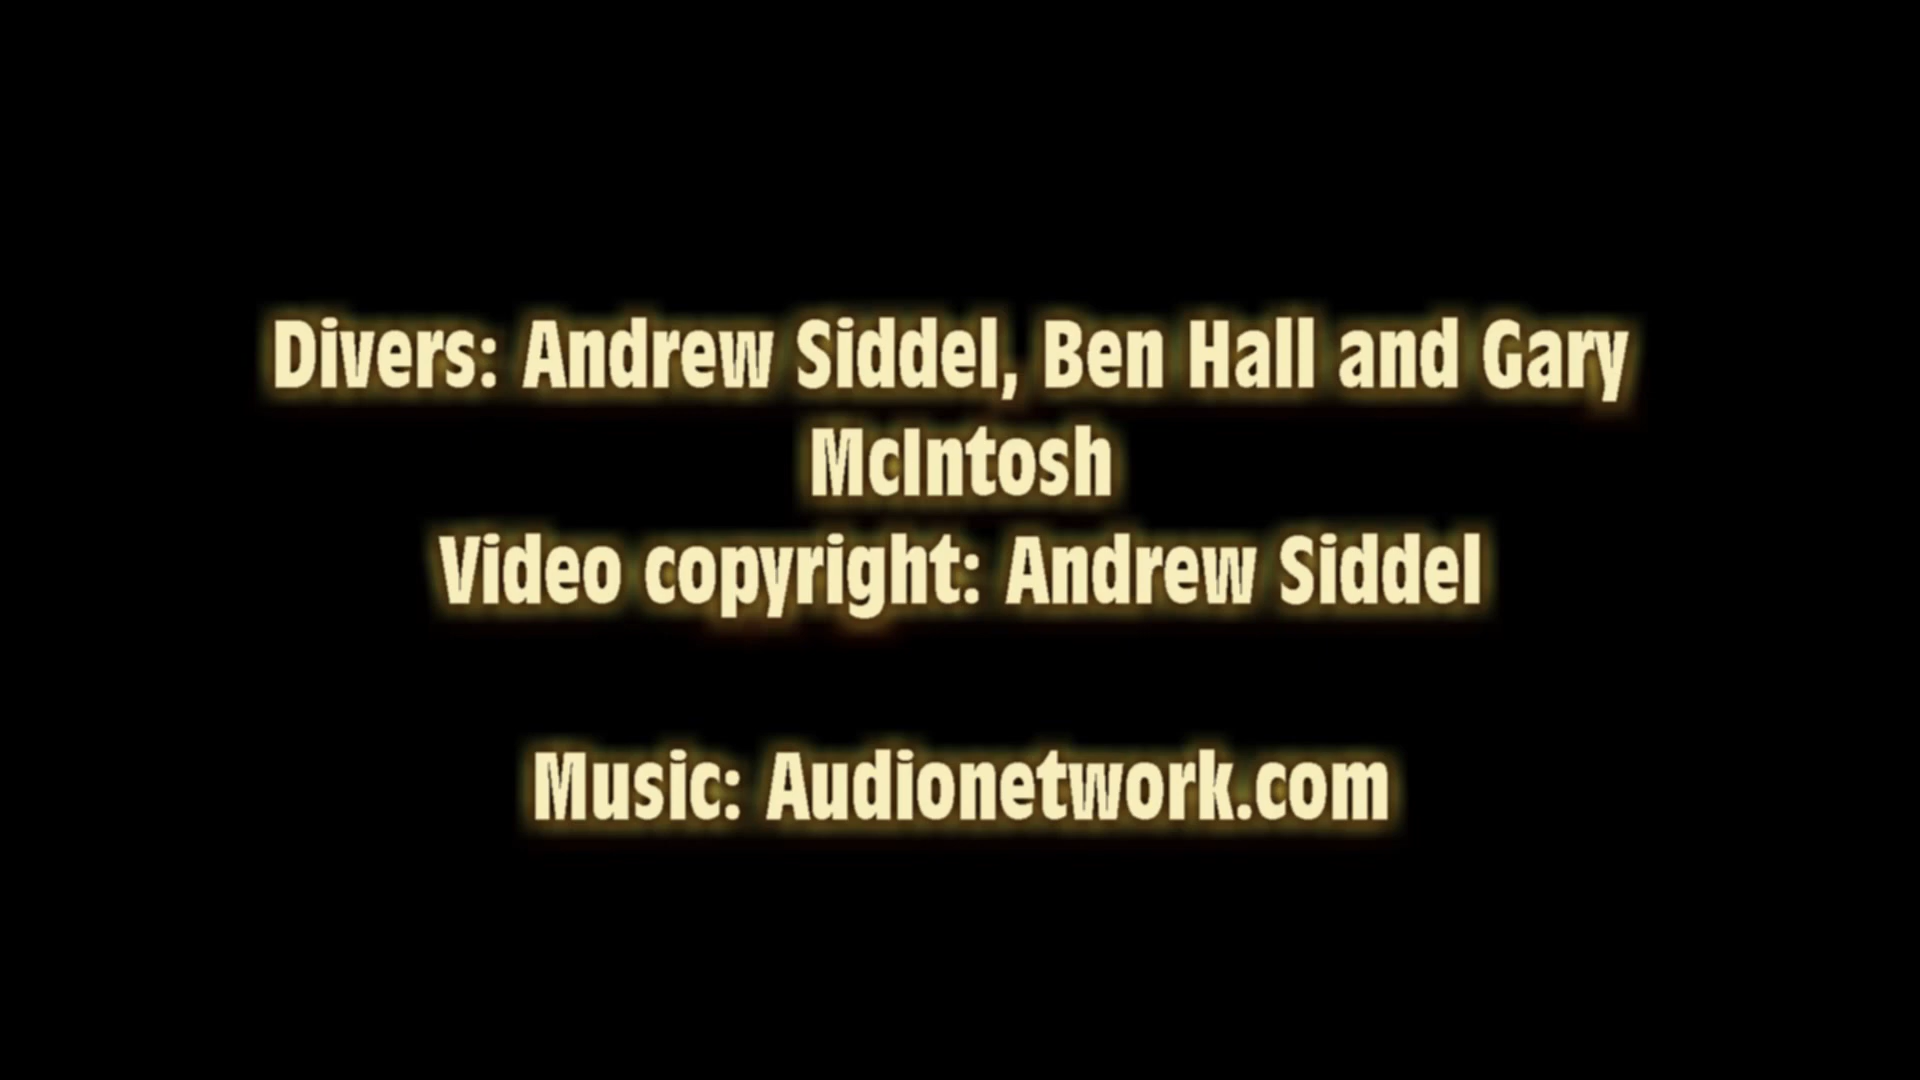 Divers: Andrew Siddel, Ben Hall and Gary
McIntosh
Video copyright: Andrew Siddel
Music: Audionetwork.com